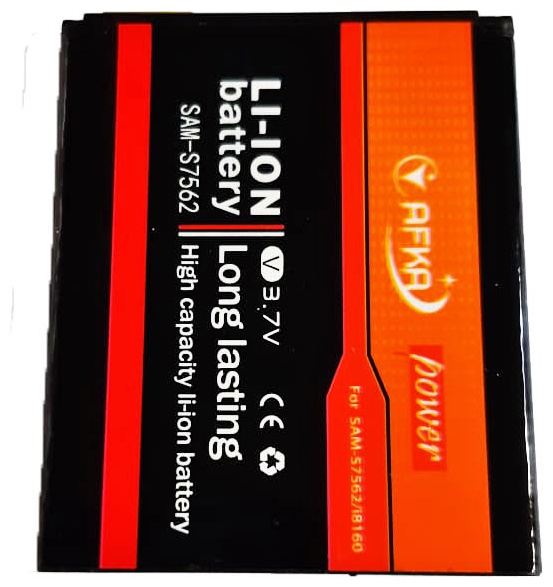 AFKA power
For SAM-S7562/I8160
LI-ION
battery
SAM-S7562
V 3.7V CE
Long lasting
High capacity li-ion battery